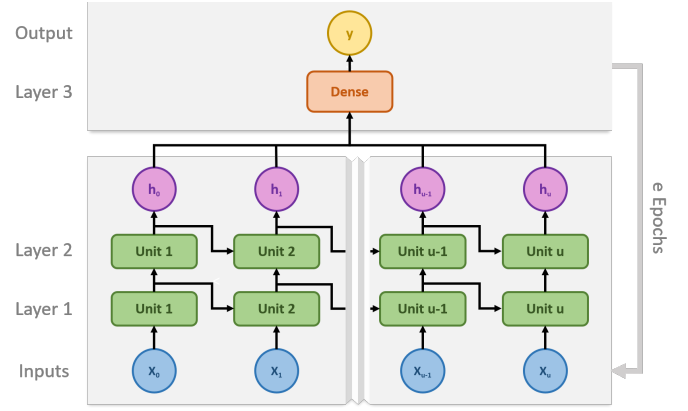 Output
y
Layer 3
Dense
h0
h1
hu-1
hu
Layer 2
Unit 1
Unit 2
Unit u-1
Unit u
Layer 1
Unit 1
Unit 2
Unit u-1
Unit u
Inputs
X0
X1
Xu-1
Xu
e Epochs